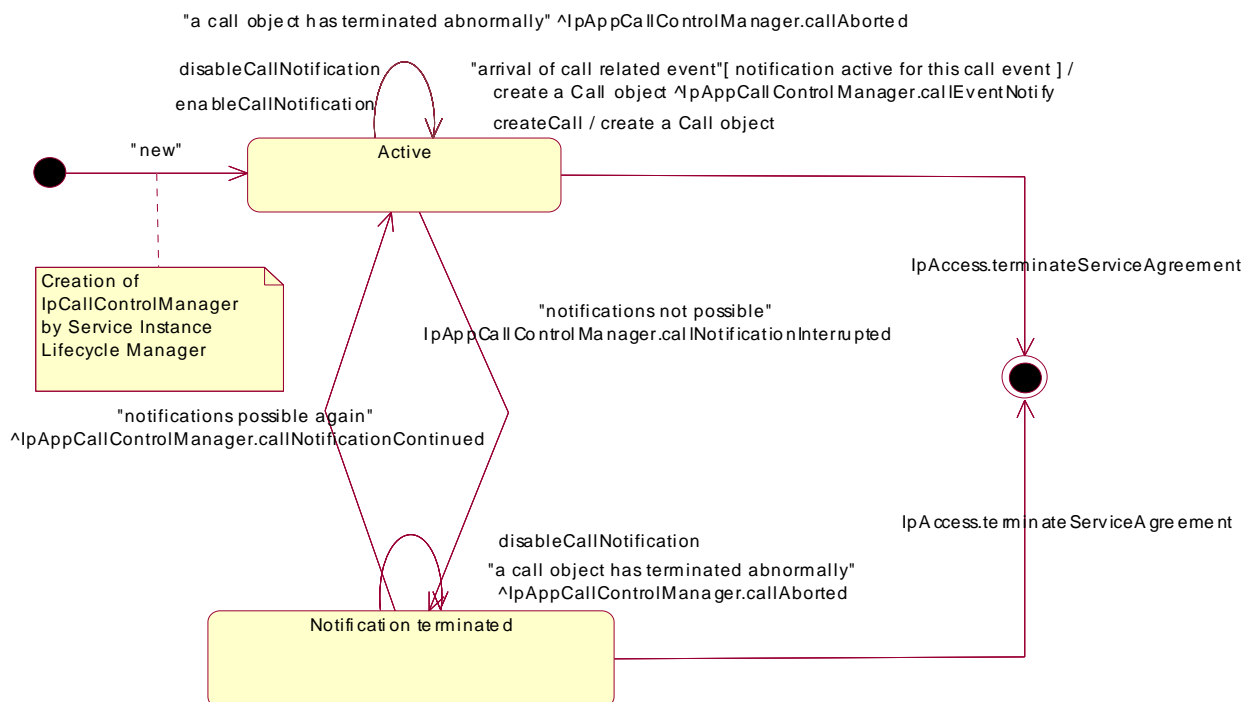 "a call object has terminated abnormally" ^IpAppCallControlManager.callAborted
disableCallNotification
enableCallNotification
"arrival of call related event"[ notification active for this call event ] /
create a Call object ^IpAppCallControlManager.callEventNotify
createCall / create a Call object
"new"
Active
Creation of
IpCallControlManager
by Service Instance
Lifecycle Manager
IpAccess.terminateServiceAgreement
"notifications not possible"
IpAppCallControlManager.callNotificationInterrupted
"notifications possible again"
^IpAppCallControlManager.callNotificationContinued
IpAccess.terminateServiceAgreement
disableCallNotification
"a call object has terminated abnormally"
^IpAppCallControlManager.callAborted
Notification terminated